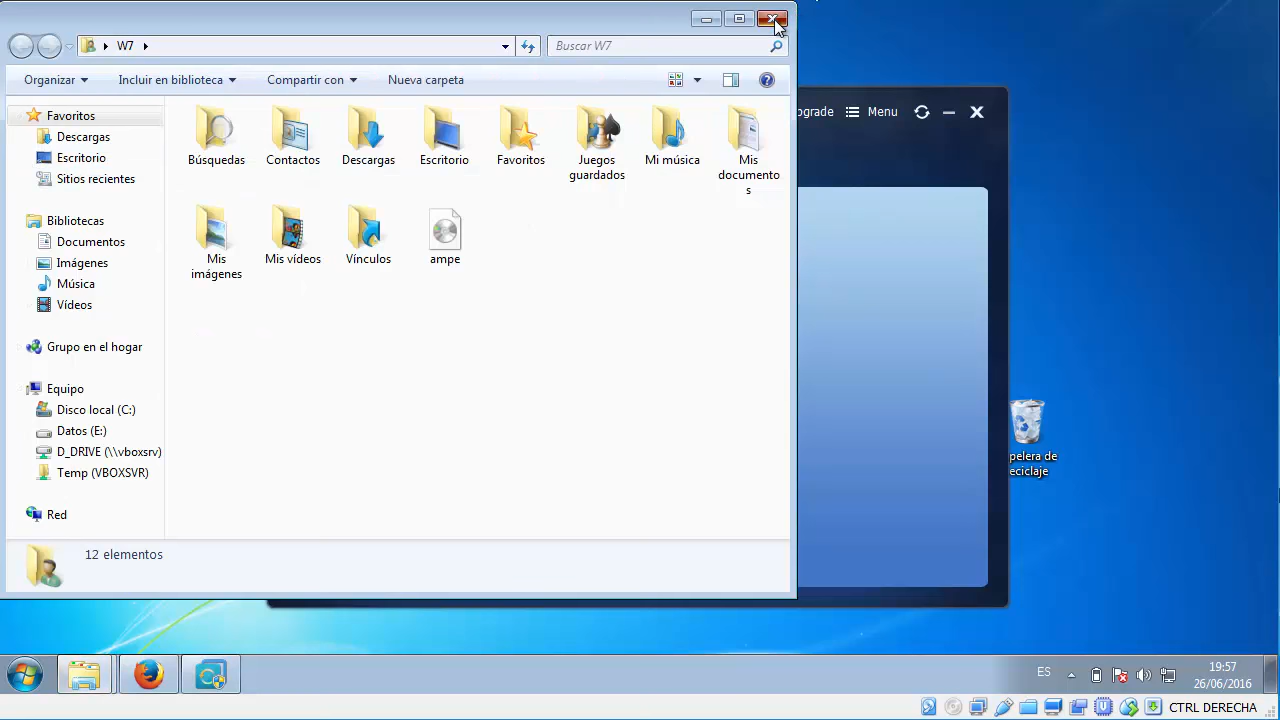 W7
Buscar W7
Organizar
Incluir en biblioteca
Compartir con
Nueva carpeta
pgrade
Menu
Favoritos
Descargas
Escritorio
Sitios recientes
Bibliotecas
Documentos
Imágenes
Música
Vídeos
Grupo en el hogar
Equipo
Disco local (C:)
Datos (E:)
D_DRIVE (\\vboxsrv)
Temp (VBOXSVR)
Red
Búsquedas
Contactos
Descargas
Escritorio
Favoritos
Juegos
guardados
Mi música
Mis
documento
s
Mis
imágenes
Mis vídeos
Vínculos
ampe
12 elementos
pelera de
eciclaje
ES
19:57
26/06/2016
CTRL DERECHA